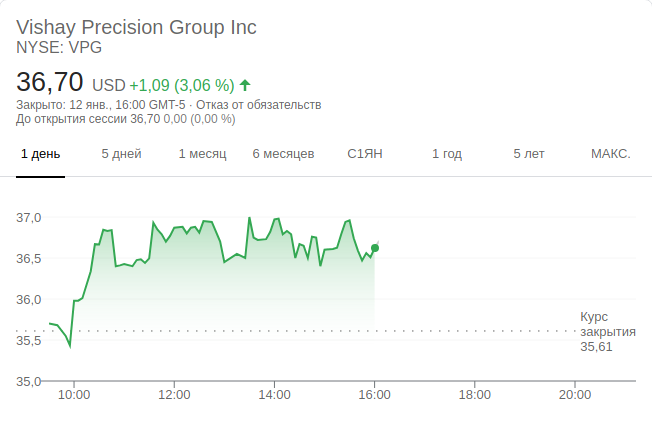 Vishay Precision Group Inc
NYSE: VPG
36,70 USD +1,09 (3,06 %)
Закрыто: 12 янв., 16:00 GMT-5 · Отказ от обязательств
До открытия сессии 36,70 0,00 (0,00 %)
1 день 5 дней 1 месяц 6 месяцев С1ЯН 1 год 5 лет МАКС.
37,0
36,5
36,0
Курс
закрытия
35,61
35,5
35,0
10:00 12:00 14:00 16:00 18:00 20:00